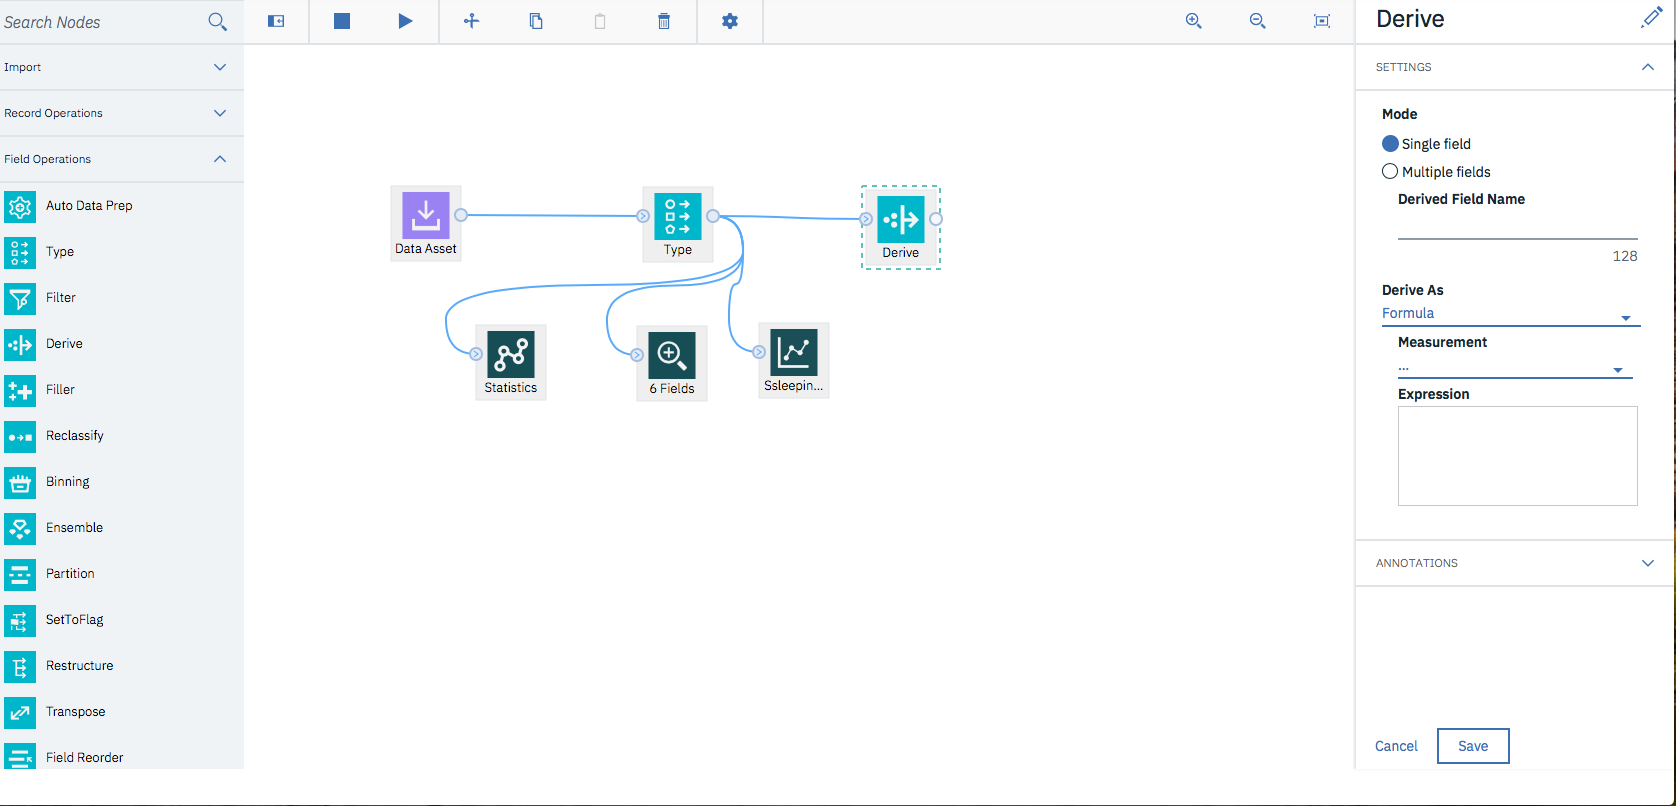 Search Nodes
Import
Record Operations
Field Operations
Auto Data Prep
Type
Filter
Derive
Filler
Reclassify
Binning
Ensemble
Partition
SetToFlag
Restructure
Transpose
Field Reorder
Data Asset
Type
Derive
Statistics
6 Fields
Ssleepin...
Derive
SETTINGS
Mode
Single field
Multiple fields
Derived Field Name
128
Derive As
Formula
Measurement
...
Expression
ANNOTATIONS
Cancel
Save